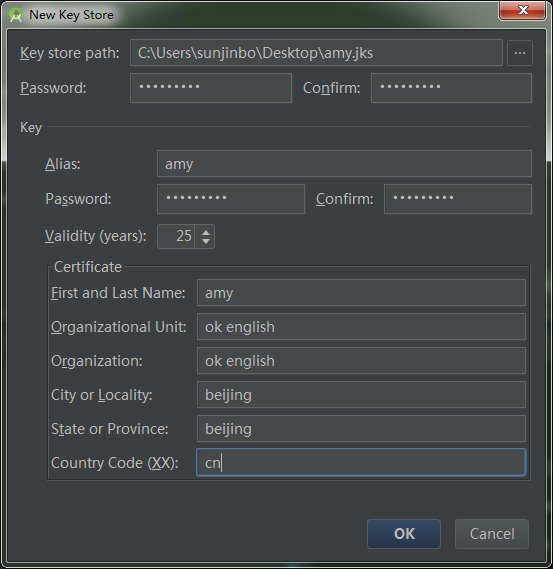 New Key Store
Key store path: C:\Users\sunjinbo\Desktop\amy.jks ...
Password: ••••••••• Confirm: •••••••••
Key
Alias: amy
Password: ••••••••• Confirm: •••••••••
Validity (years): 25
Certificate
First and Last Name: amy
Organizational Unit: ok english
Organization: ok english
City or Locality: beijing
State or Province: beijing
Country Code (XX): cn
OK Cancel